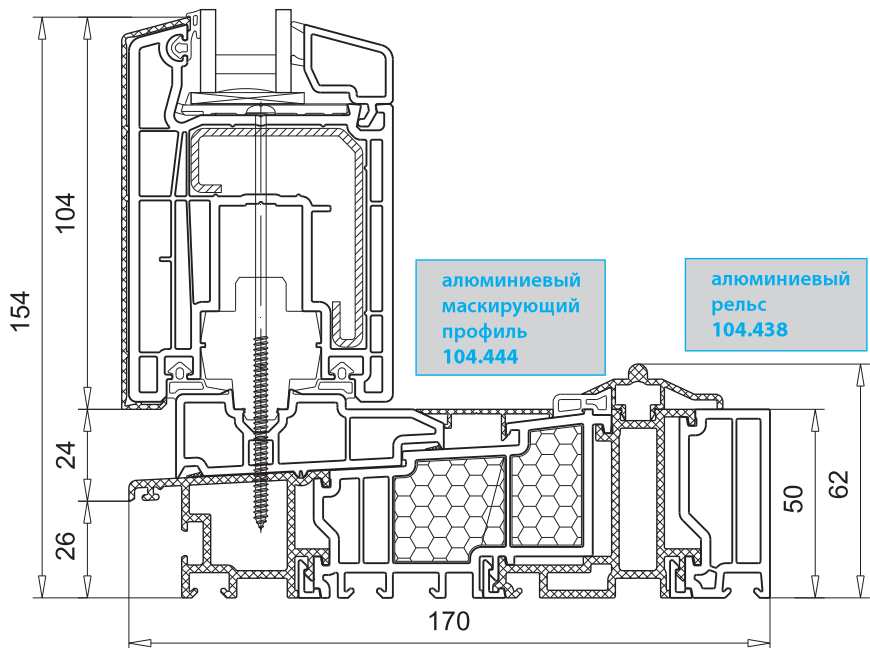 104
154
алюминиевый
маскирующий
профиль
104.444
алюминиевый
рельс
104.438
24
26
50
62
170